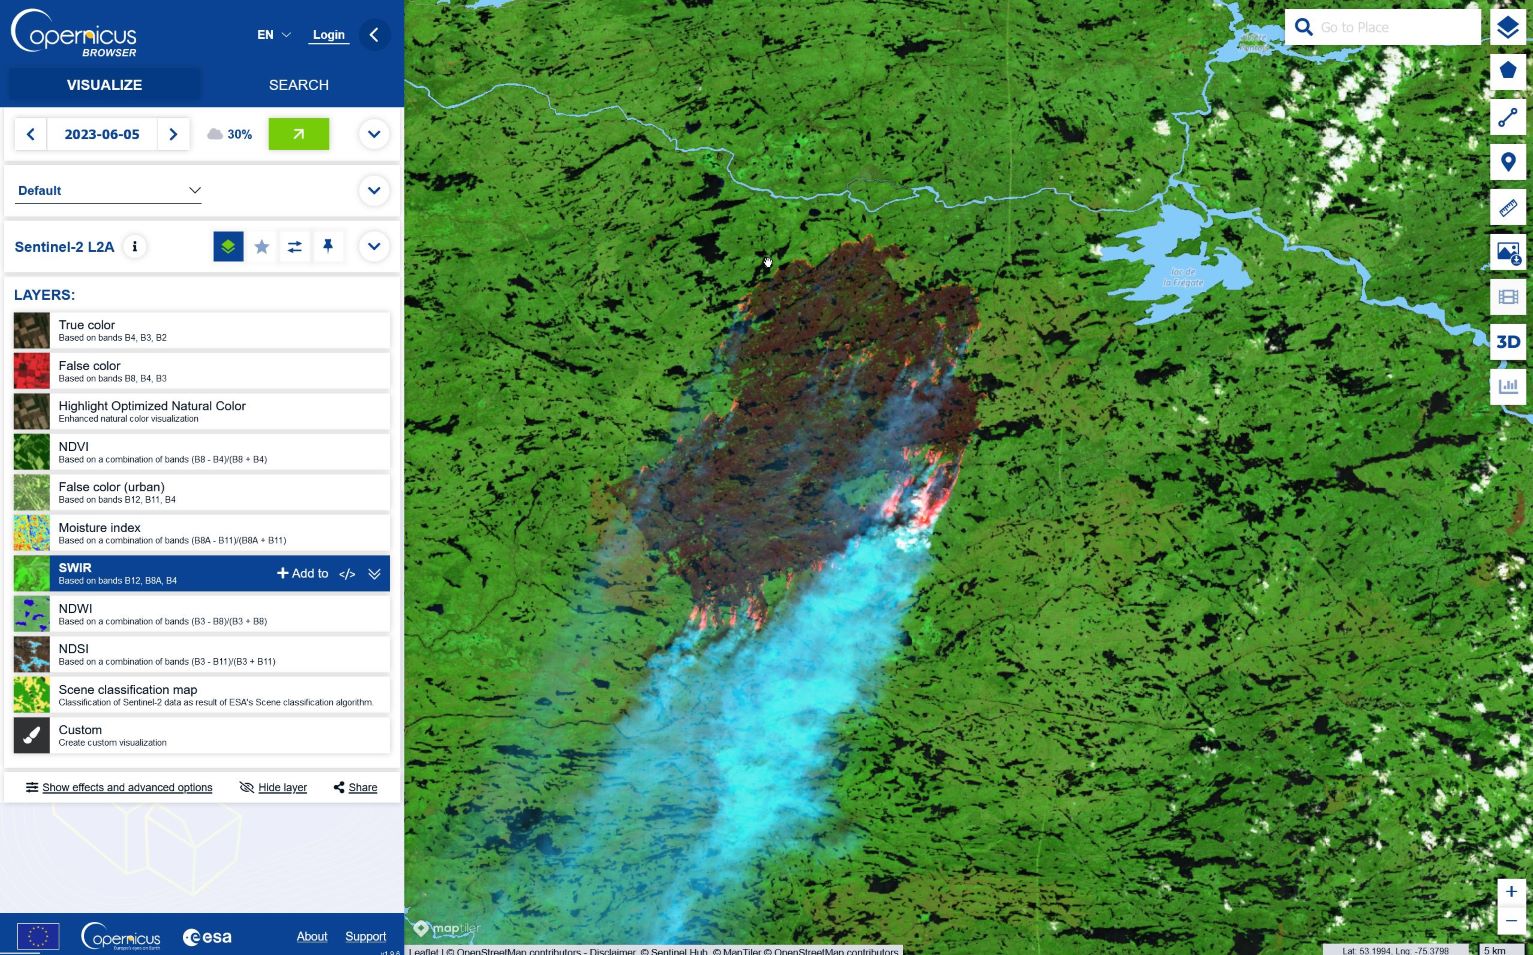 Copernicus
BROWSER
EN
Login
VISUALIZE
SEARCH
2023-06-05
30%
Default
Sentinel-2 L2A
LAYERS:
True color
Based on bands B4, B3, B2
False color
Based on bands B8, B4, B3
Highlight Optimized Natural Color
Enhanced natural color visualization
NDVI
Based on a combination of bands (B8 - B4)/(B8 + B4)
False color (urban)
Based on bands B12, B11, B4
Moisture index
Based on a combination of bands (B8A - B11)/(B8A + B11)
SWIR
Based on bands B12, B8A, B4
Add to
</>
NDWI
Based on a combination of bands (B3 - B8)/(B3 + B8)
NDSI
Based on a combination of bands (B3 - B11)/(B3 + B11)
Scene classification map
Classification of Sentinel-2 data as result of ESA's Scene classification algorithm.
Custom
Create custom visualization
Show effects and advanced options
Hide layer
Share
Copernicus
Europe's eyes on Earth
esa
About
Support
v1.9.6
Go to Place
3D
lac de
la Frégate
maptiler
Leaflet | © OpenStreetMap contributors - Disclaimer, © Sentinel Hub, © MapTiler © OpenStreetMap contributors
Lat: 53.1994, Lng: -75.3798
5 km